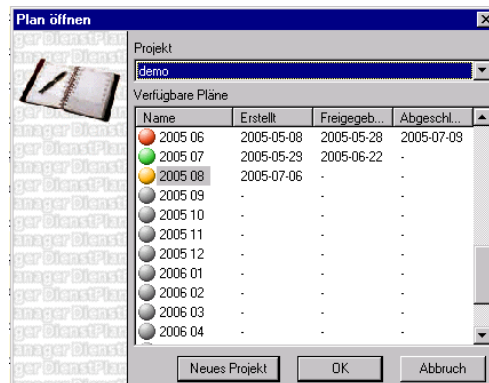 Plan öffnen
Projekt
demo
Verfügbare Pläne
Name Erstellt Freigegeb... Abgeschl...
2005 06 2005-05-08 2005-05-28 2005-07-09
2005 07 2005-05-29 2005-06-22 -
2005 08 2005-07-06 - -
2005 09 - - -
2005 10 - - -
2005 11 - - -
2005 12 - - -
2006 01 - - -
2006 02 - - -
2006 03 - - -
2006 04 - - -
Neues Projekt OK Abbruch